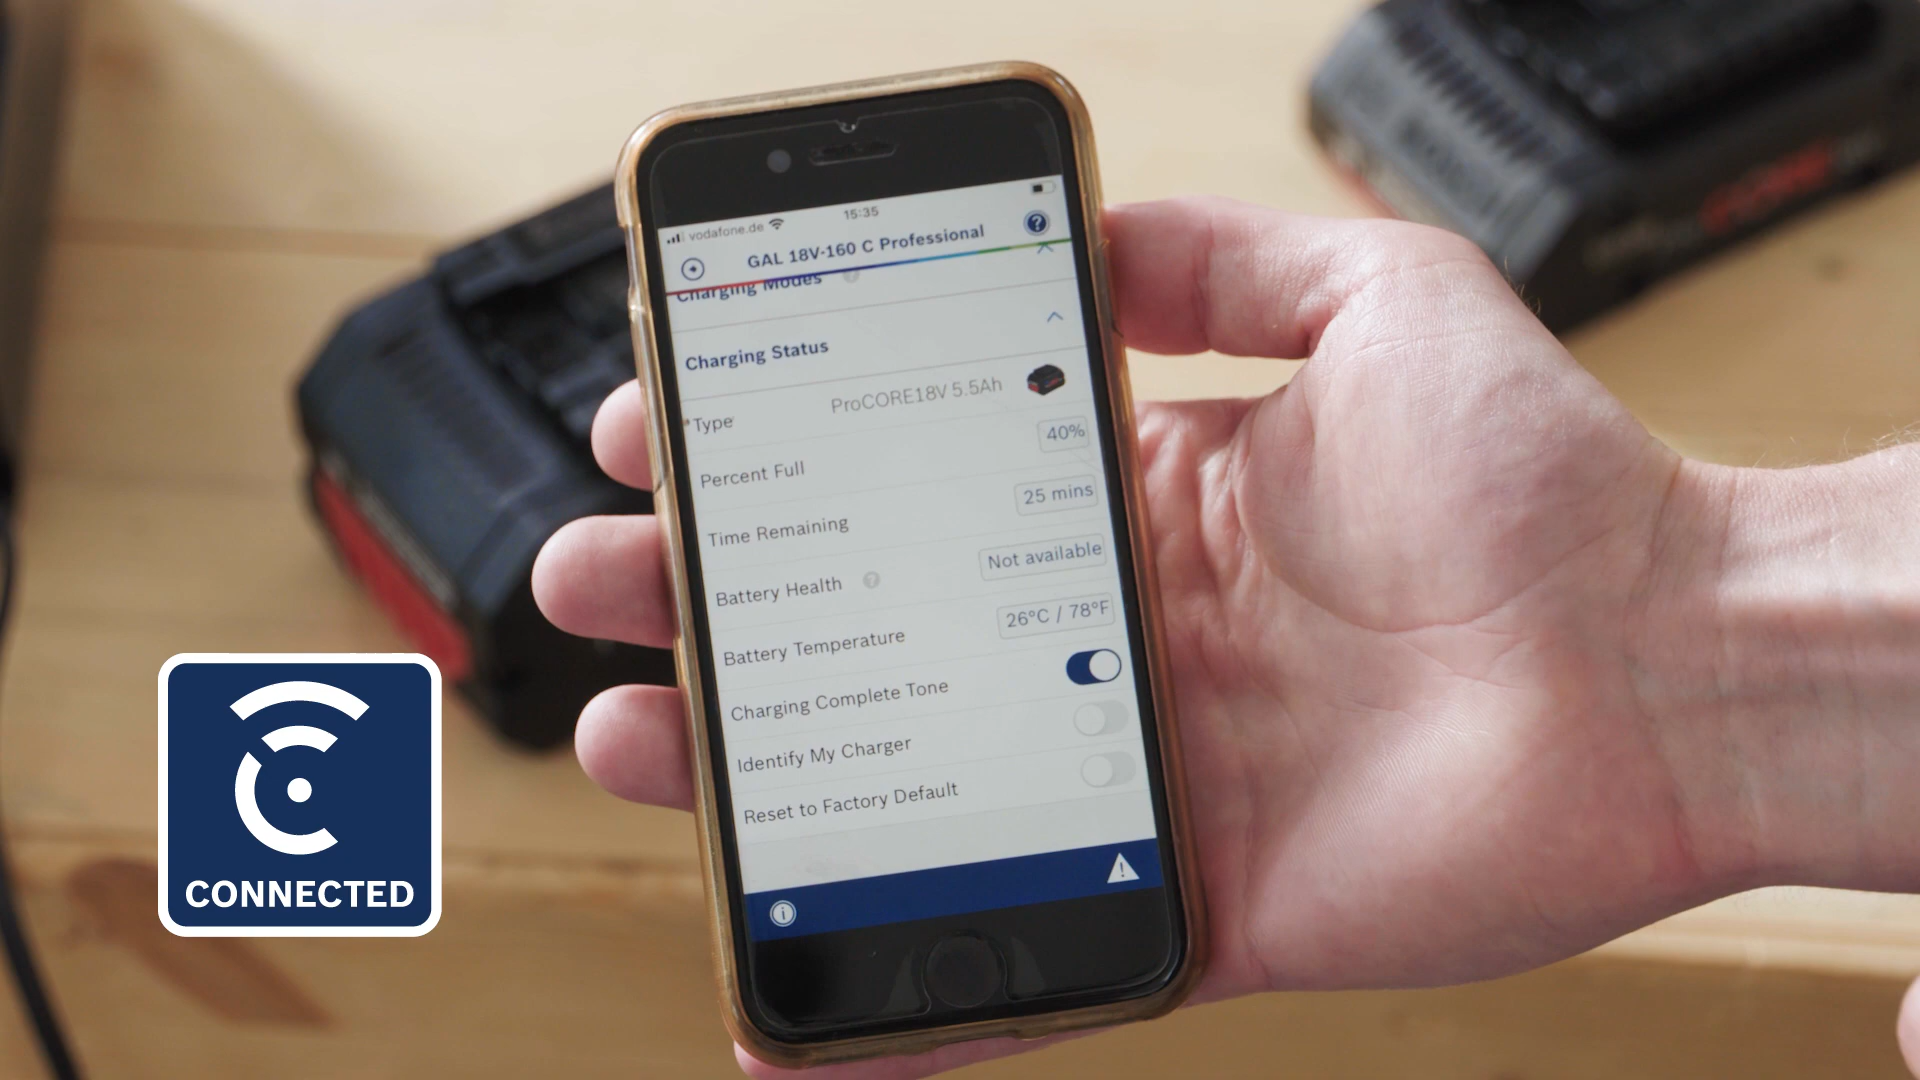 vodafone.de
15:35
GAL 18V-160 C Professional
Charging Modes
Charging Status
Type ProCORE18V 5.5Ah
Percent Full 40%
Time Remaining 25 mins
Battery Health Not available
Battery Temperature 26°C / 78°F
Charging Complete Tone
Identify My Charger
Reset to Factory Default
CONNECTED